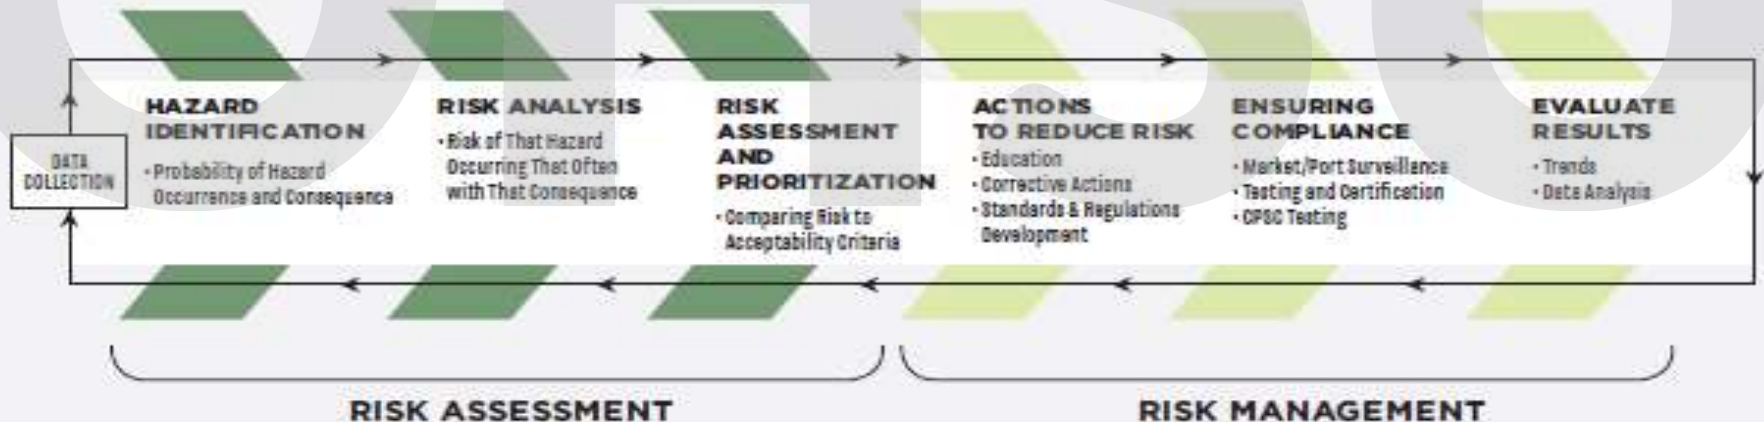 DATA
COLLECTION
HAZARD
IDENTIFICATION
• Probability of Hazard
Occurrence and Consequence
RISK ANALYSIS
• Risk of That Hazard
Occurring That Often
with That Consequence
RISK
ASSESSMENT
AND
PRIORITIZATION
• Comparing Risk to
Acceptability Criteria
ACTIONS
TO REDUCE RISK
• Education
• Corrective Actions
• Standards & Regulations
Development
ENSURING
COMPLIANCE
• Market/Port Surveillance
• Testing and Certification
• CPSC Testing
EVALUATE
RESULTS
• Trends
• Data Analysis
RISK ASSESSMENT
RISK MANAGEMENT